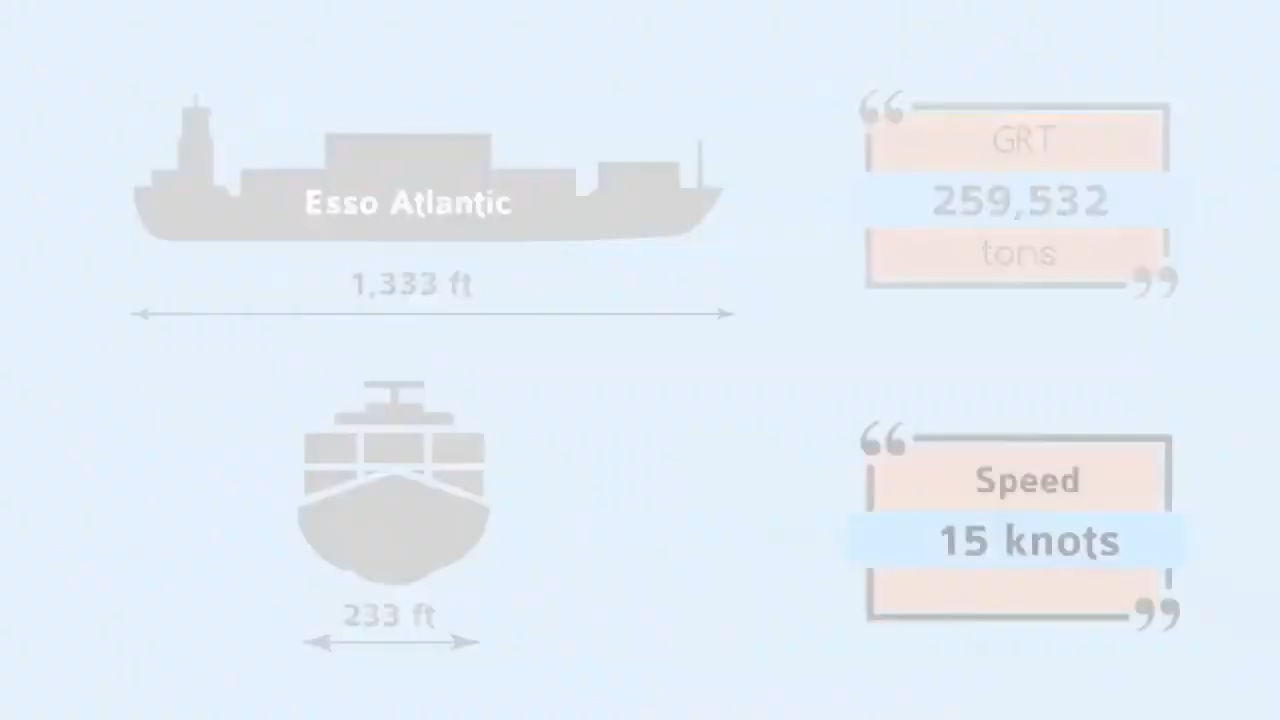 Esso Atlantic
1,333 ft
233 ft
GRT
259,532
tons
Speed
15 knots